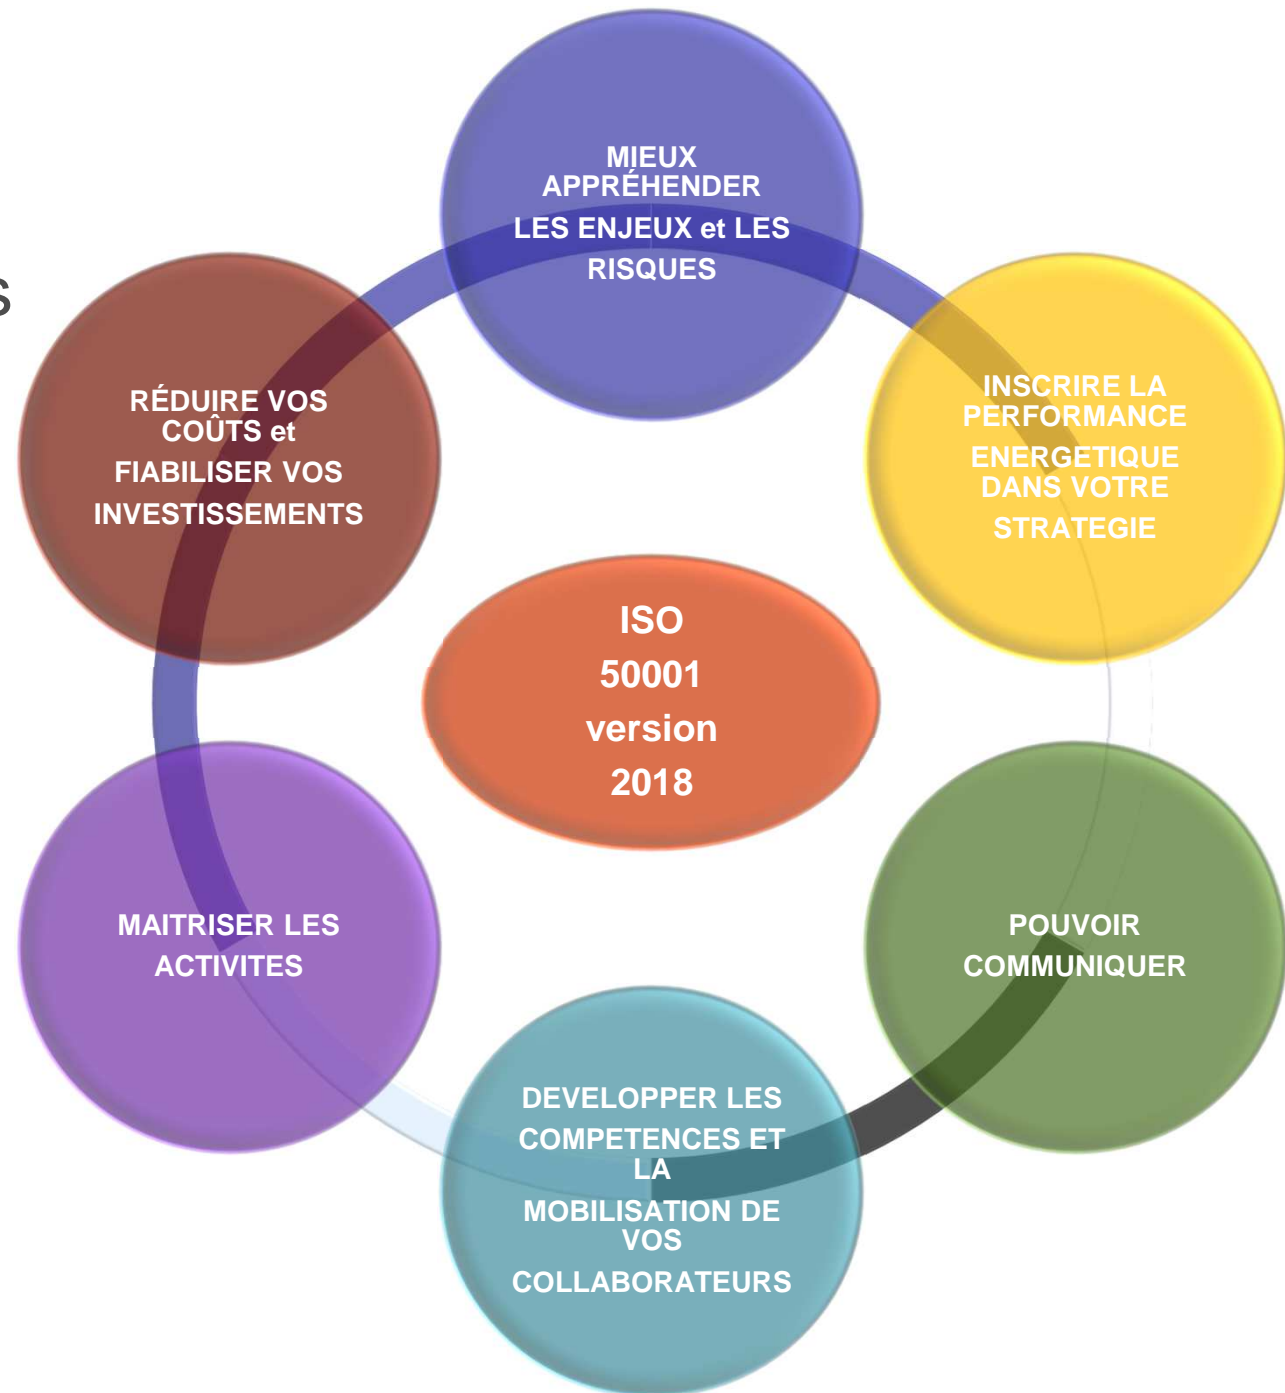 MIEUX
APPRÉHENDER
LES ENJEUX et LES
RISQUES
S
RÉDUIRE VOS
COÛTS et
FIABILISER VOS
INVESTISSEMENTS
INSCRIRE LA
PERFORMANCE
ENERGETIQUE
DANS VOTRE
STRATEGIE
ISO
50001
version
2018
MAITRISER LES
ACTIVITES
POUVOIR
COMMUNIQUER
DEVELOPPER LES
COMPETENCES ET
LA
MOBILISATION DE
VOS
COLLABORATEURS